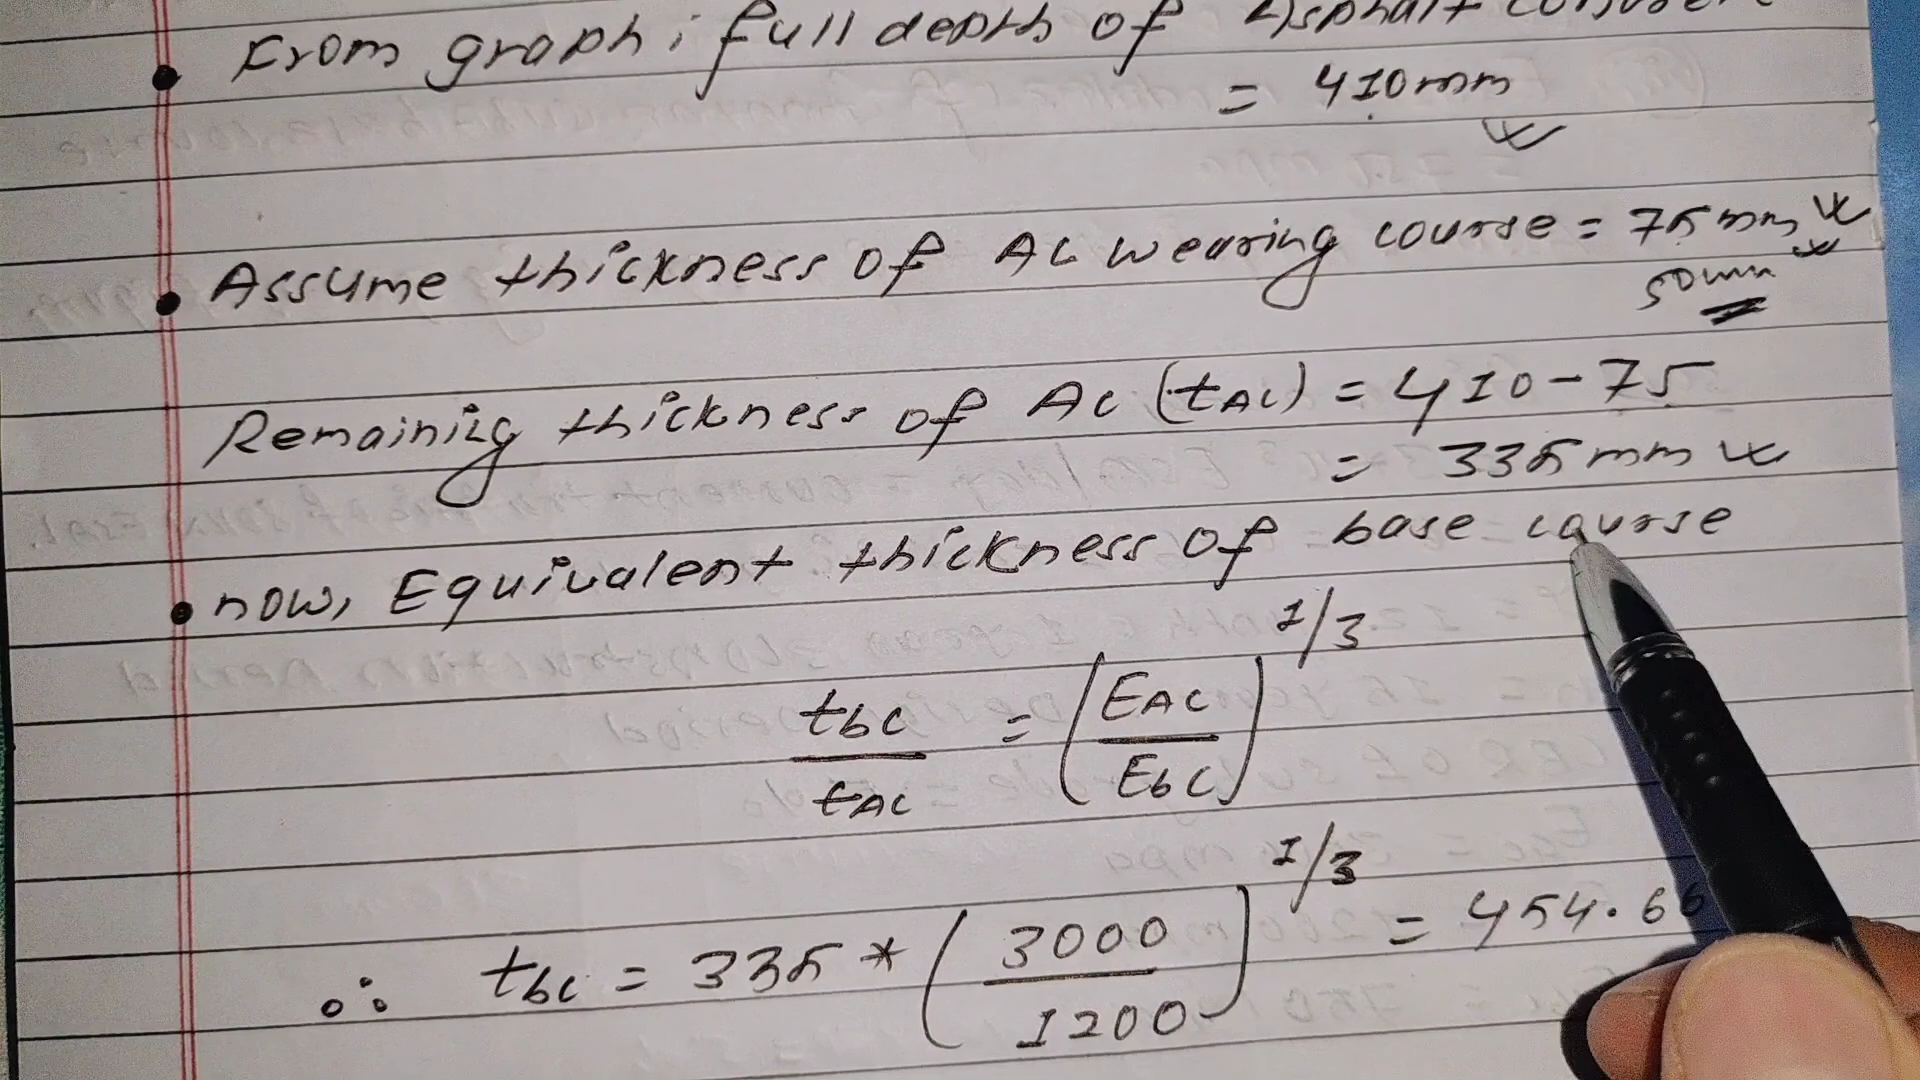 From graph; full depth of Asphalt
= 410mm
Assume thickness of AC wearing course = 75mm
50mm
Remaining thickness of AC (tAC) = 410-75
= 335mm
now, Equivalent thickness of base course
tbc/tAC = (EAC/Ebc)^1/3
∴ tbc = 335 * (3000/1200)^1/3 = 454.66